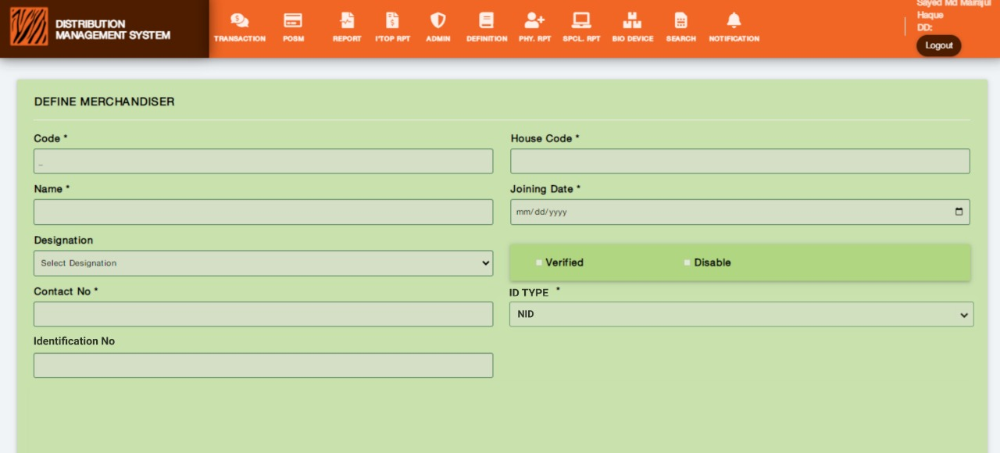 DISTRIBUTION
MANAGEMENT SYSTEM
TRANSACTION
POSM
REPORT
I'TOP RPT
ADMIN
DEFINITION
PHY. RPT
SPCL. RPT
BIO DEVICE
SEARCH
NOTIFICATION
Sayed Md Mairajul
Haque
DD:
Logout
DEFINE MERCHANDISER
Code *
House Code *
Name *
Joining Date *
mm/dd/yyyy
Designation
Select Designation
Verified
Disable
Contact No *
ID TYPE *
NID
Identification No